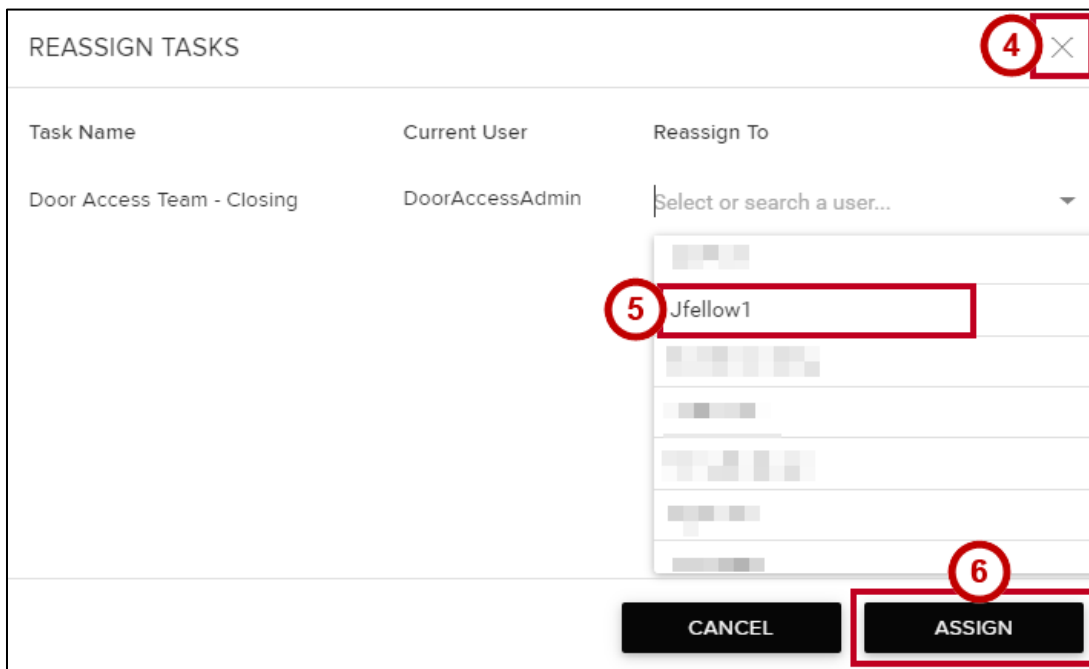 REASSIGN TASKS
4
Task Name Current User Reassign To
Door Access Team - Closing DoorAccessAdmin Select or search a user...
5 Jfellow1
6
CANCEL ASSIGN